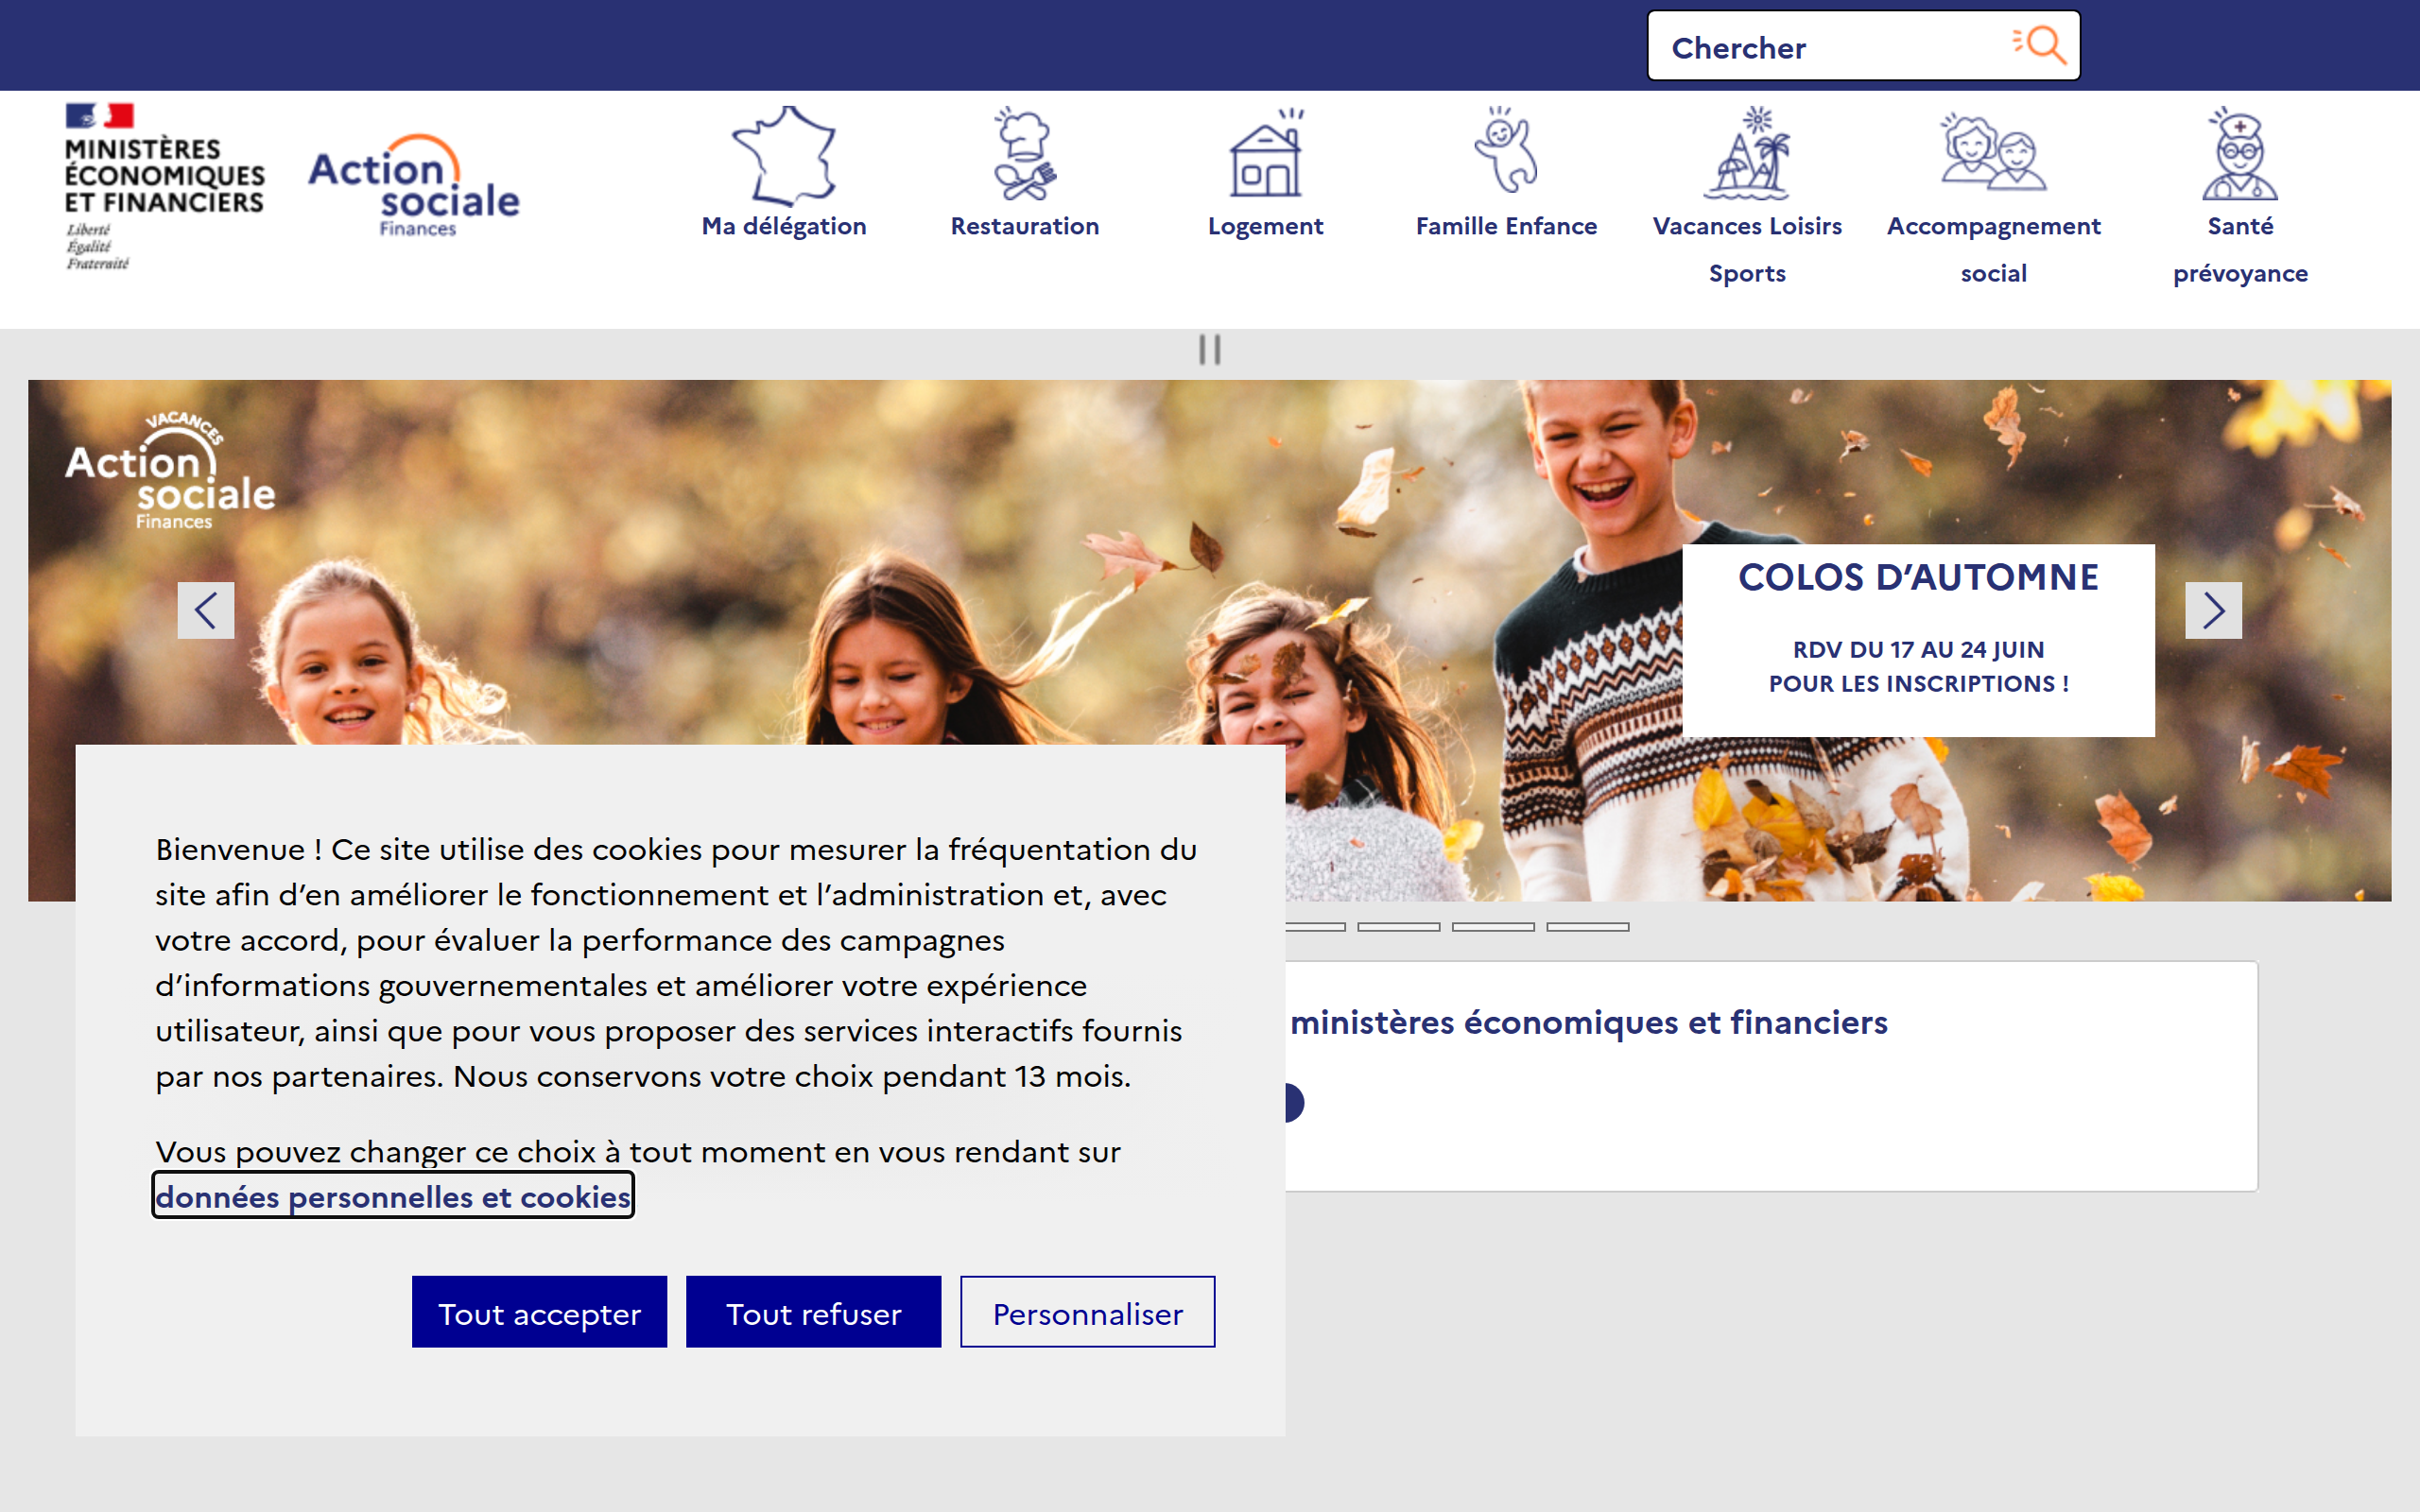 Chercher
MINISTÈRES
ÉCONOMIQUES
ET FINANCIERS
Liberté
Égalité
Fraternité
Action
sociale
Finances
Ma délégation
Restauration
Logement
Famille Enfance
Vacances Loisirs
Sports
Accompagnement
social
Santé
prévoyance
VACANCES
Action
sociale
Finances
COLOS D’AUTOMNE
RDV DU 17 AU 24 JUIN
POUR LES INSCRIPTIONS !
ministères économiques et financiers
Bienvenue ! Ce site utilise des cookies pour mesurer la fréquentation du
site afin d’en améliorer le fonctionnement et l’administration et, avec
votre accord, pour évaluer la performance des campagnes
d’informations gouvernementales et améliorer votre expérience
utilisateur, ainsi que pour vous proposer des services interactifs fournis
par nos partenaires. Nous conservons votre choix pendant 13 mois.
Vous pouvez changer ce choix à tout moment en vous rendant sur
données personnelles et cookies
Tout accepter
Tout refuser
Personnaliser